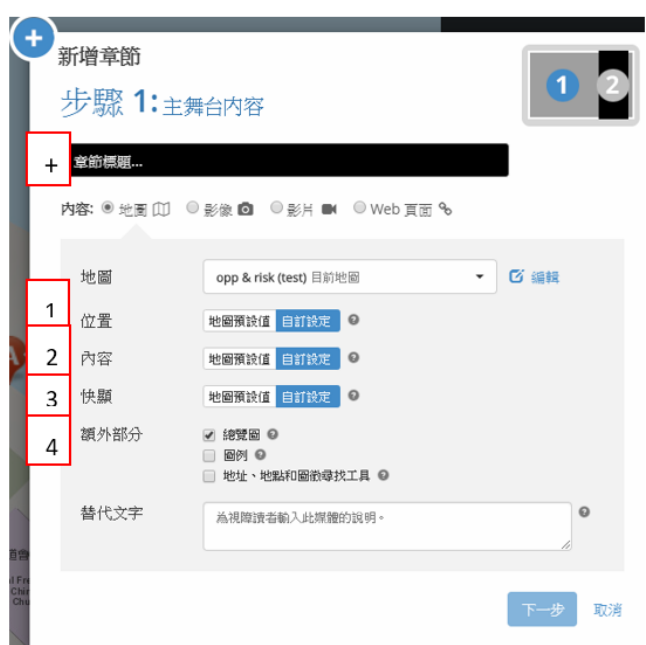 +
新增章節
步驟 1: 主舞台内容
1 2
+ 章節標題...
內容: 地圖 影像 影片 Web 頁面
地圖 opp & risk (test) 目前地圖 編輯
1 位置 地圖預設值 自訂設定
2 內容 地圖預設值 自訂設定
3 快顯 地圖預設值 自訂設定
4 額外部分 總覽圖
圖例
地址、地點和圖徵尋找工具
替代文字 為視障讀者輸入此媒體的說明。
下一步 取消